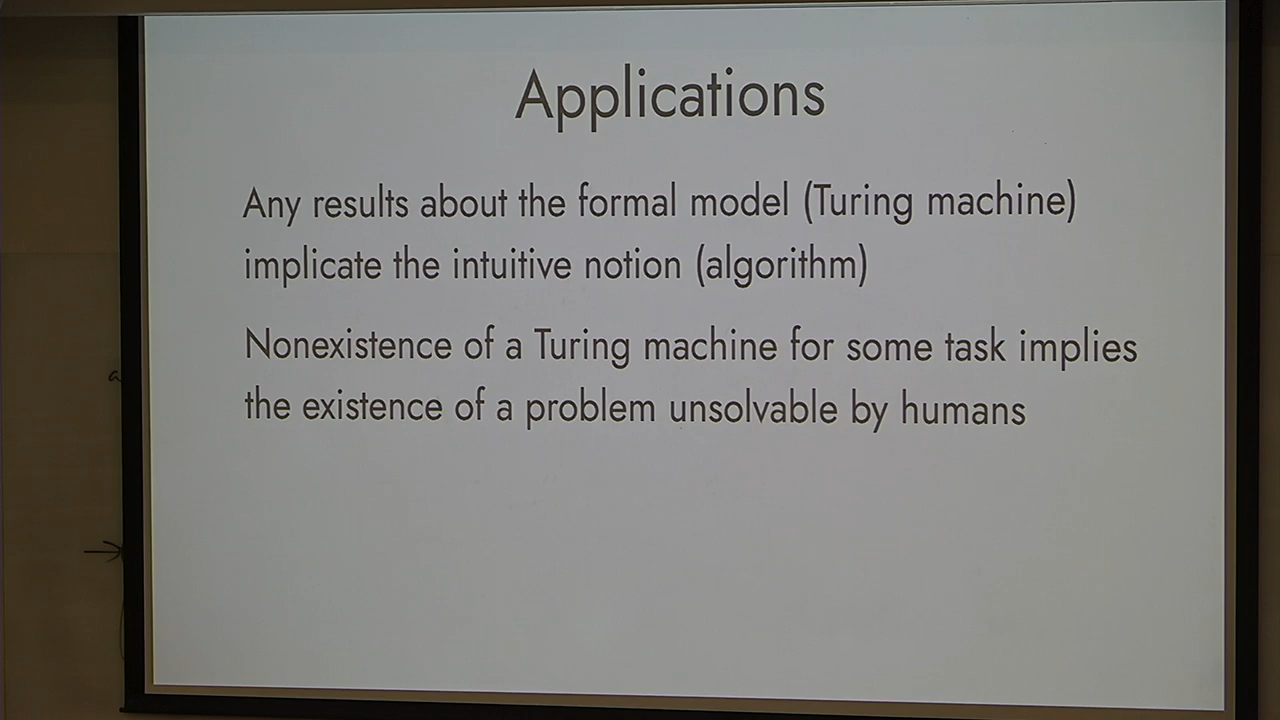 Applications
Any results about the formal model (Turing machine)
implicate the intuitive notion (algorithm)
Nonexistence of a Turing machine for some task implies
the existence of a problem unsolvable by humans
a